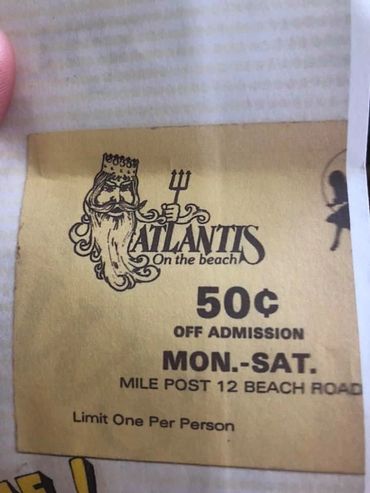 ATLANTIS
On the beach
50¢
OFF ADMISSION
MON.-SAT.
MILE POST 12 BEACH ROAD
Limit One Per Person